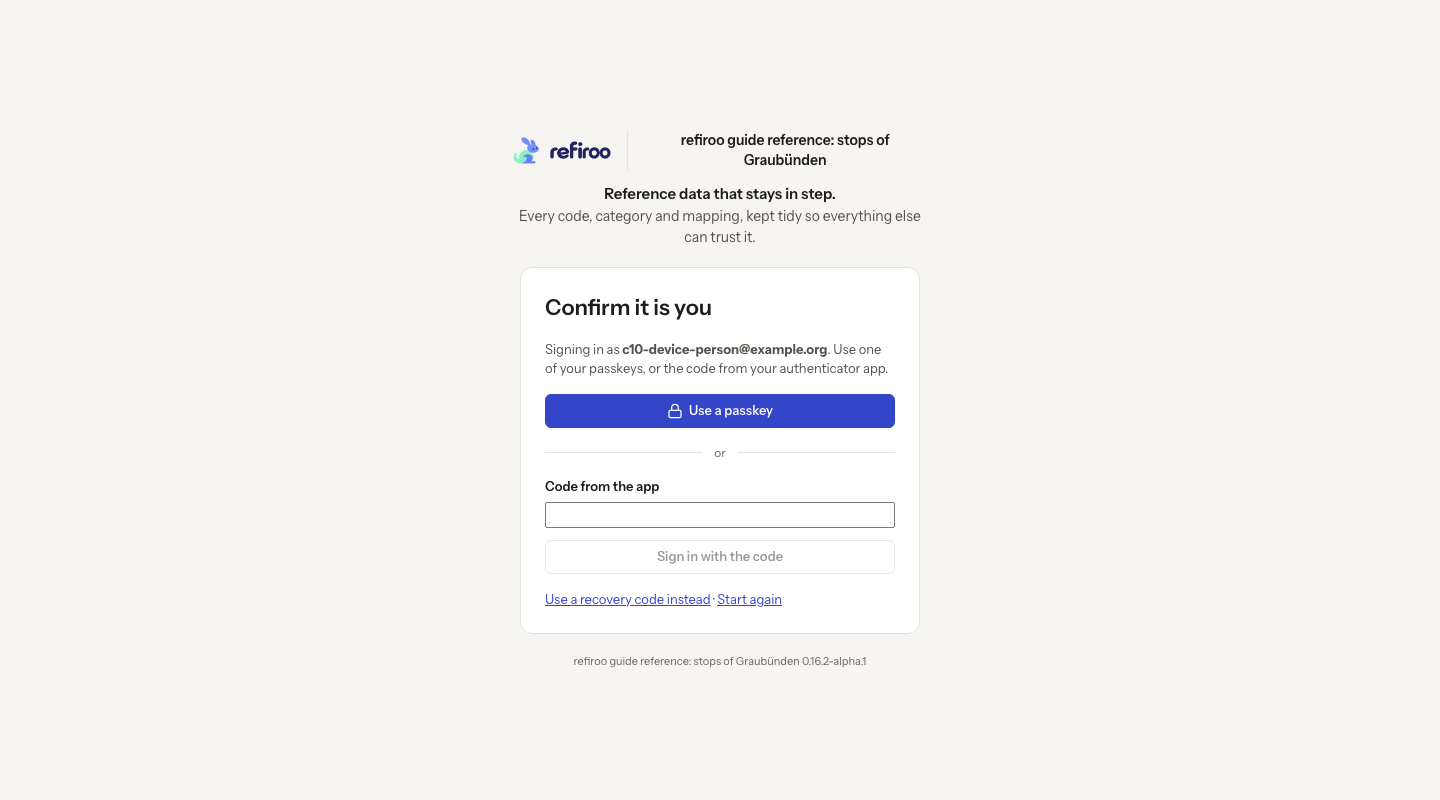 refiroo
refiroo guide reference: stops of
Graubünden
Reference data that stays in step.
Every code, category and mapping, kept tidy so everything else
can trust it.
Confirm it is you
Signing in as c10-device-person@example.org. Use one
of your passkeys, or the code from your authenticator app.
Use a passkey
or
Code from the app
Sign in with the code
Use a recovery code instead · Start again
refiroo guide reference: stops of Graubünden 0.16.2-alpha.1